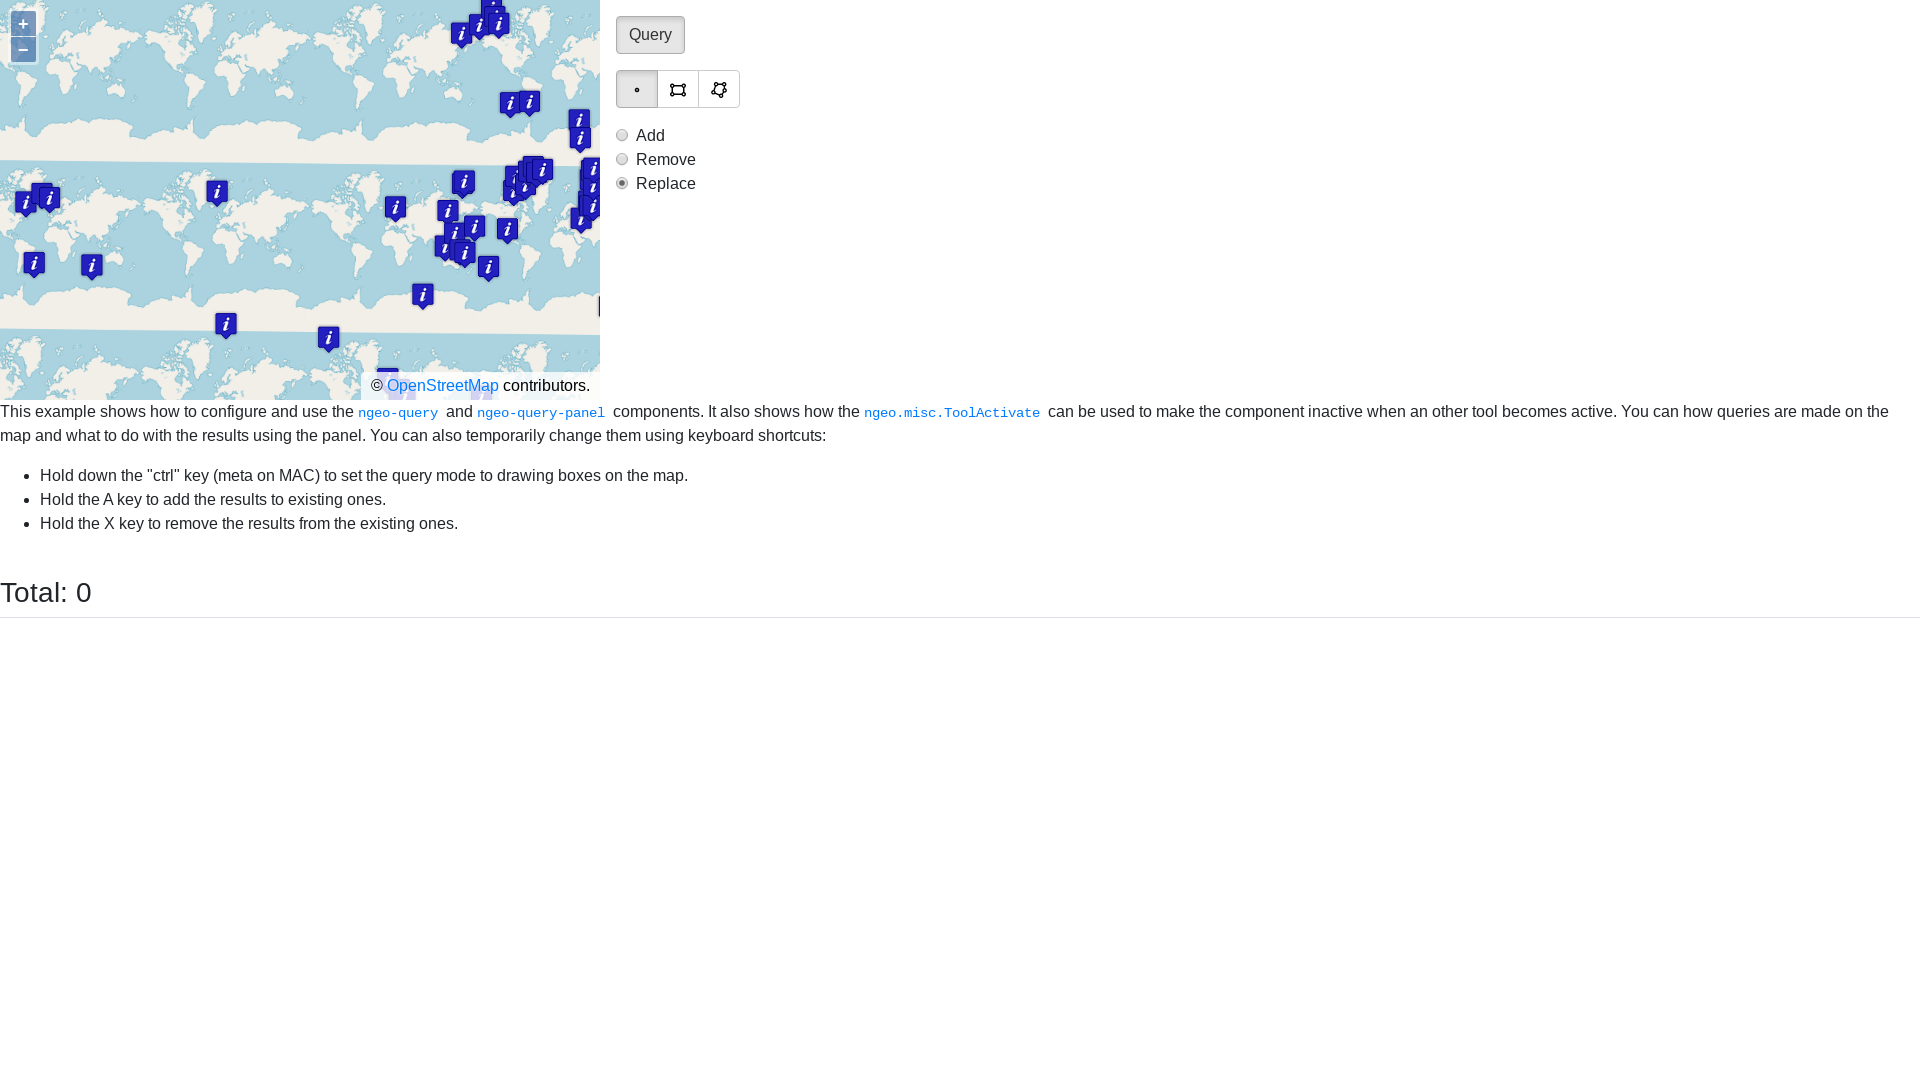 +
−
© OpenStreetMap contributors.
Query
Add
Remove
Replace
This example shows how to configure and use the ngeo-query and ngeo-query-panel components. It also shows how the ngeo.misc.ToolActivate can be used to make the component inactive when an other tool becomes active. You can how queries are made on the
map and what to do with the results using the panel. You can also temporarily change them using keyboard shortcuts:
Hold down the "ctrl" key (meta on MAC) to set the query mode to drawing boxes on the map.
Hold the A key to add the results to existing ones.
Hold the X key to remove the results from the existing ones.
Total: 0